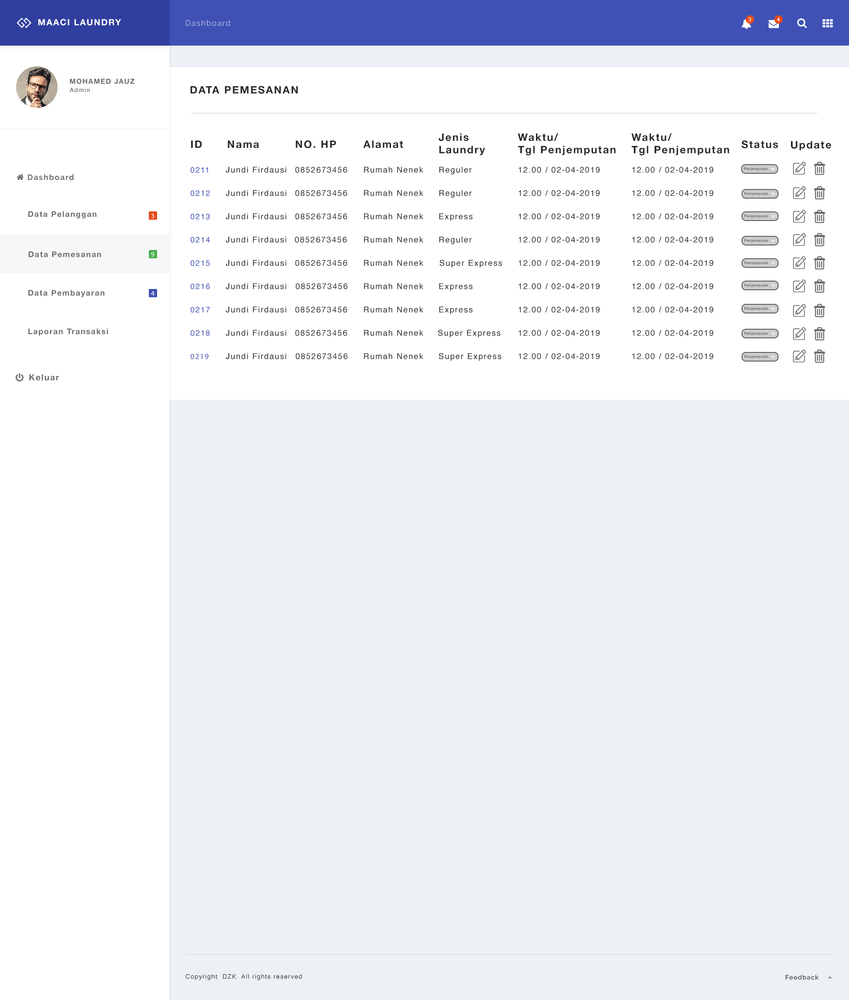 MAACI LAUNDRY
Dashboard
3
4
MOHAMED JAUZ
Admin
Dashboard
Data Pelanggan 3
Data Pemesanan 9
Data Pembayaran 4
Laporan Transaksi
Keluar
DATA PEMESANAN
ID Nama NO. HP Alamat Jenis Laundry Waktu/ Tgl Penjemputan Waktu/ Tgl Penjemputan Status Update
0211 Jundi Firdausi 0852673456 Rumah Nenek Reguler 12.00 / 02-04-2019 12.00 / 02-04-2019 Penjemputan
0212 Jundi Firdausi 0852673456 Rumah Nenek Reguler 12.00 / 02-04-2019 12.00 / 02-04-2019 Penjemputan
0213 Jundi Firdausi 0852673456 Rumah Nenek Express 12.00 / 02-04-2019 12.00 / 02-04-2019 Penjemputan
0214 Jundi Firdausi 0852673456 Rumah Nenek Reguler 12.00 / 02-04-2019 12.00 / 02-04-2019 Penjemputan
0215 Jundi Firdausi 0852673456 Rumah Nenek Super Express 12.00 / 02-04-2019 12.00 / 02-04-2019 Penjemputan
0216 Jundi Firdausi 0852673456 Rumah Nenek Express 12.00 / 02-04-2019 12.00 / 02-04-2019 Penjemputan
0217 Jundi Firdausi 0852673456 Rumah Nenek Express 12.00 / 02-04-2019 12.00 / 02-04-2019 Penjemputan
0218 Jundi Firdausi 0852673456 Rumah Nenek Super Express 12.00 / 02-04-2019 12.00 / 02-04-2019 Penjemputan
0219 Jundi Firdausi 0852673456 Rumah Nenek Super Express 12.00 / 02-04-2019 12.00 / 02-04-2019 Penjemputan
Copyright DZK. All rights reserved
Feedback